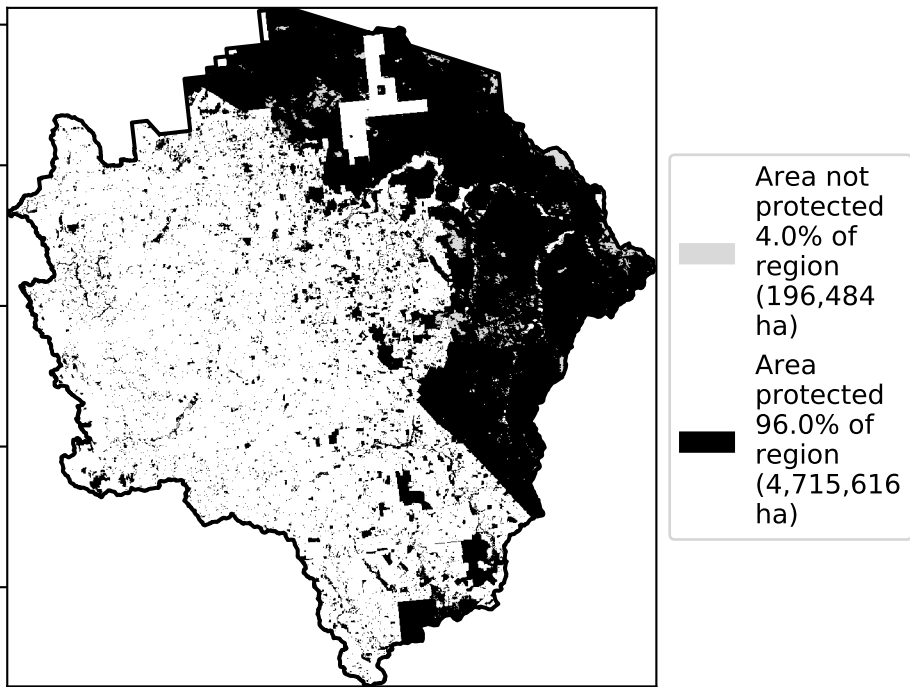 Area not
protected
4.0% of
region
(196,484
ha)
Area
protected
96.0% of
region
(4,715,616
ha)